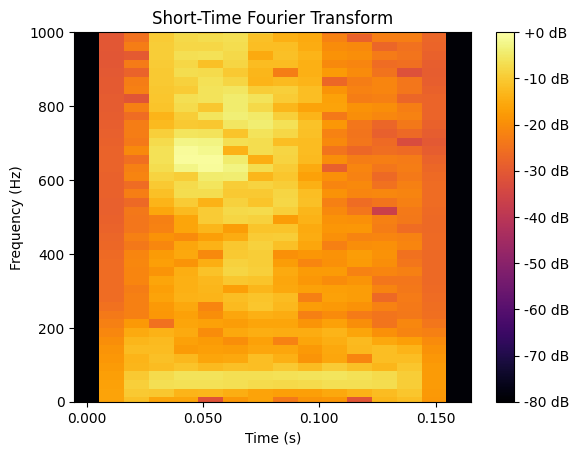 Short-Time Fourier Transform
1000
800
600
400
200
0
Frequency (Hz)
0.000
0.050
0.100
0.150
Time (s)
+0 dB
-10 dB
-20 dB
-30 dB
-40 dB
-50 dB
-60 dB
-70 dB
-80 dB